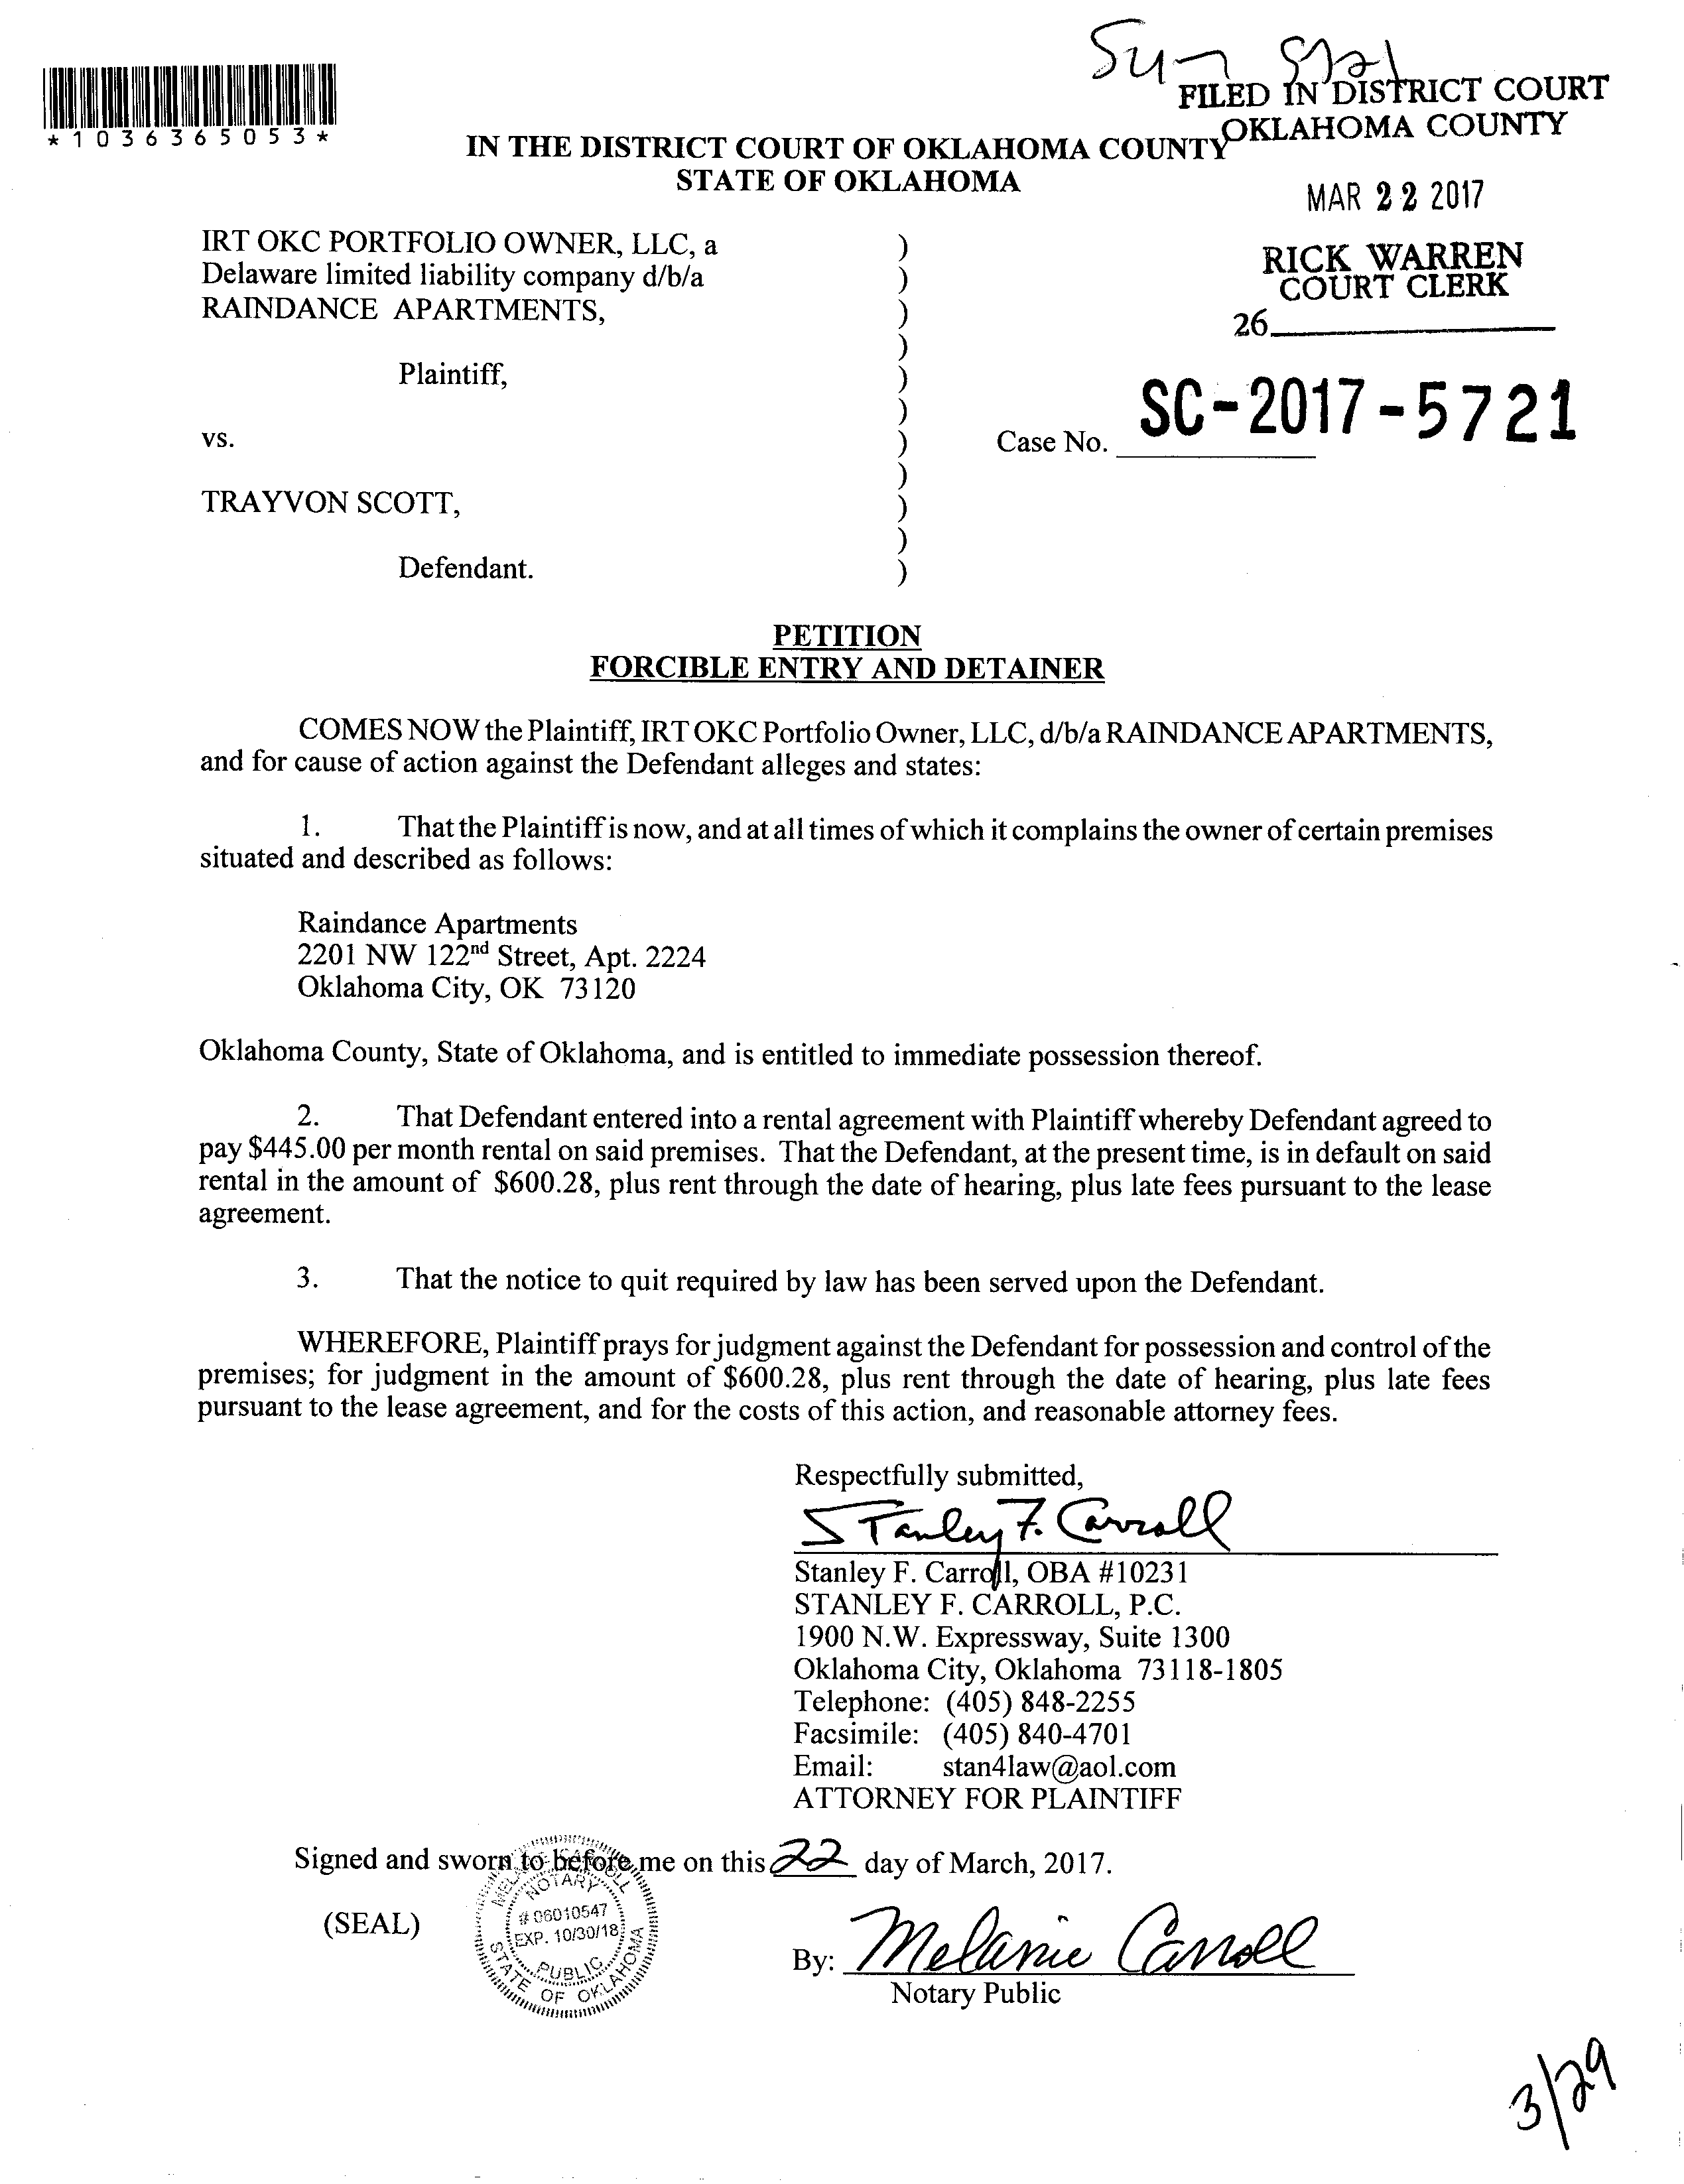 *1036365053*
FILED IN DISTRICT COURT
OKLAHOMA COUNTY
IN THE DISTRICT COURT OF OKLAHOMA COUNTY
STATE OF OKLAHOMA
MAR 22 2017
RICK WARREN
COURT CLERK
26
IRT OKC PORTFOLIO OWNER, LLC, a )
Delaware limited liability company d/b/a )
RAINDANCE APARTMENTS, )
)
Plaintiff, )
)
vs. ) Case No. SC-2017-5721
)
TRAYVON SCOTT, )
)
Defendant. )
PETITION
FORCIBLE ENTRY AND DETAINER
COMES NOW the Plaintiff, IRT OKC Portfolio Owner, LLC, d/b/a RAINDANCE APARTMENTS,
and for cause of action against the Defendant alleges and states:
1. That the Plaintiff is now, and at all times of which it complains the owner of certain premises
situated and described as follows:
Raindance Apartments
2201 NW 122nd Street, Apt. 2224
Oklahoma City, OK 73120
Oklahoma County, State of Oklahoma, and is entitled to immediate possession thereof.
2. That Defendant entered into a rental agreement with Plaintiff whereby Defendant agreed to
pay $445.00 per month rental on said premises. That the Defendant, at the present time, is in default on said
rental in the amount of $600.28, plus rent through the date of hearing, plus late fees pursuant to the lease
agreement.
3. That the notice to quit required by law has been served upon the Defendant.
WHEREFORE, Plaintiff prays for judgment against the Defendant for possession and control of the
premises; for judgment in the amount of $600.28, plus rent through the date of hearing, plus late fees
pursuant to the lease agreement, and for the costs of this action, and reasonable attorney fees.
Respectfully submitted,
Stanley F. Carroll
Stanley F. Carroll, OBA #10231
STANLEY F. CARROLL, P.C.
1900 N.W. Expressway, Suite 1300
Oklahoma City, Oklahoma 73118-1805
Telephone: (405) 848-2255
Facsimile: (405) 840-4701
Email: stan4law@aol.com
ATTORNEY FOR PLAINTIFF
Signed and sworn to before me on this 22 day of March, 2017.
(SEAL)
NOTARY
# 06010547
EXP. 10/30/18
PUBLIC
STATE OF OKLAHOMA
By: Melanie Carroll
Notary Public
3/29